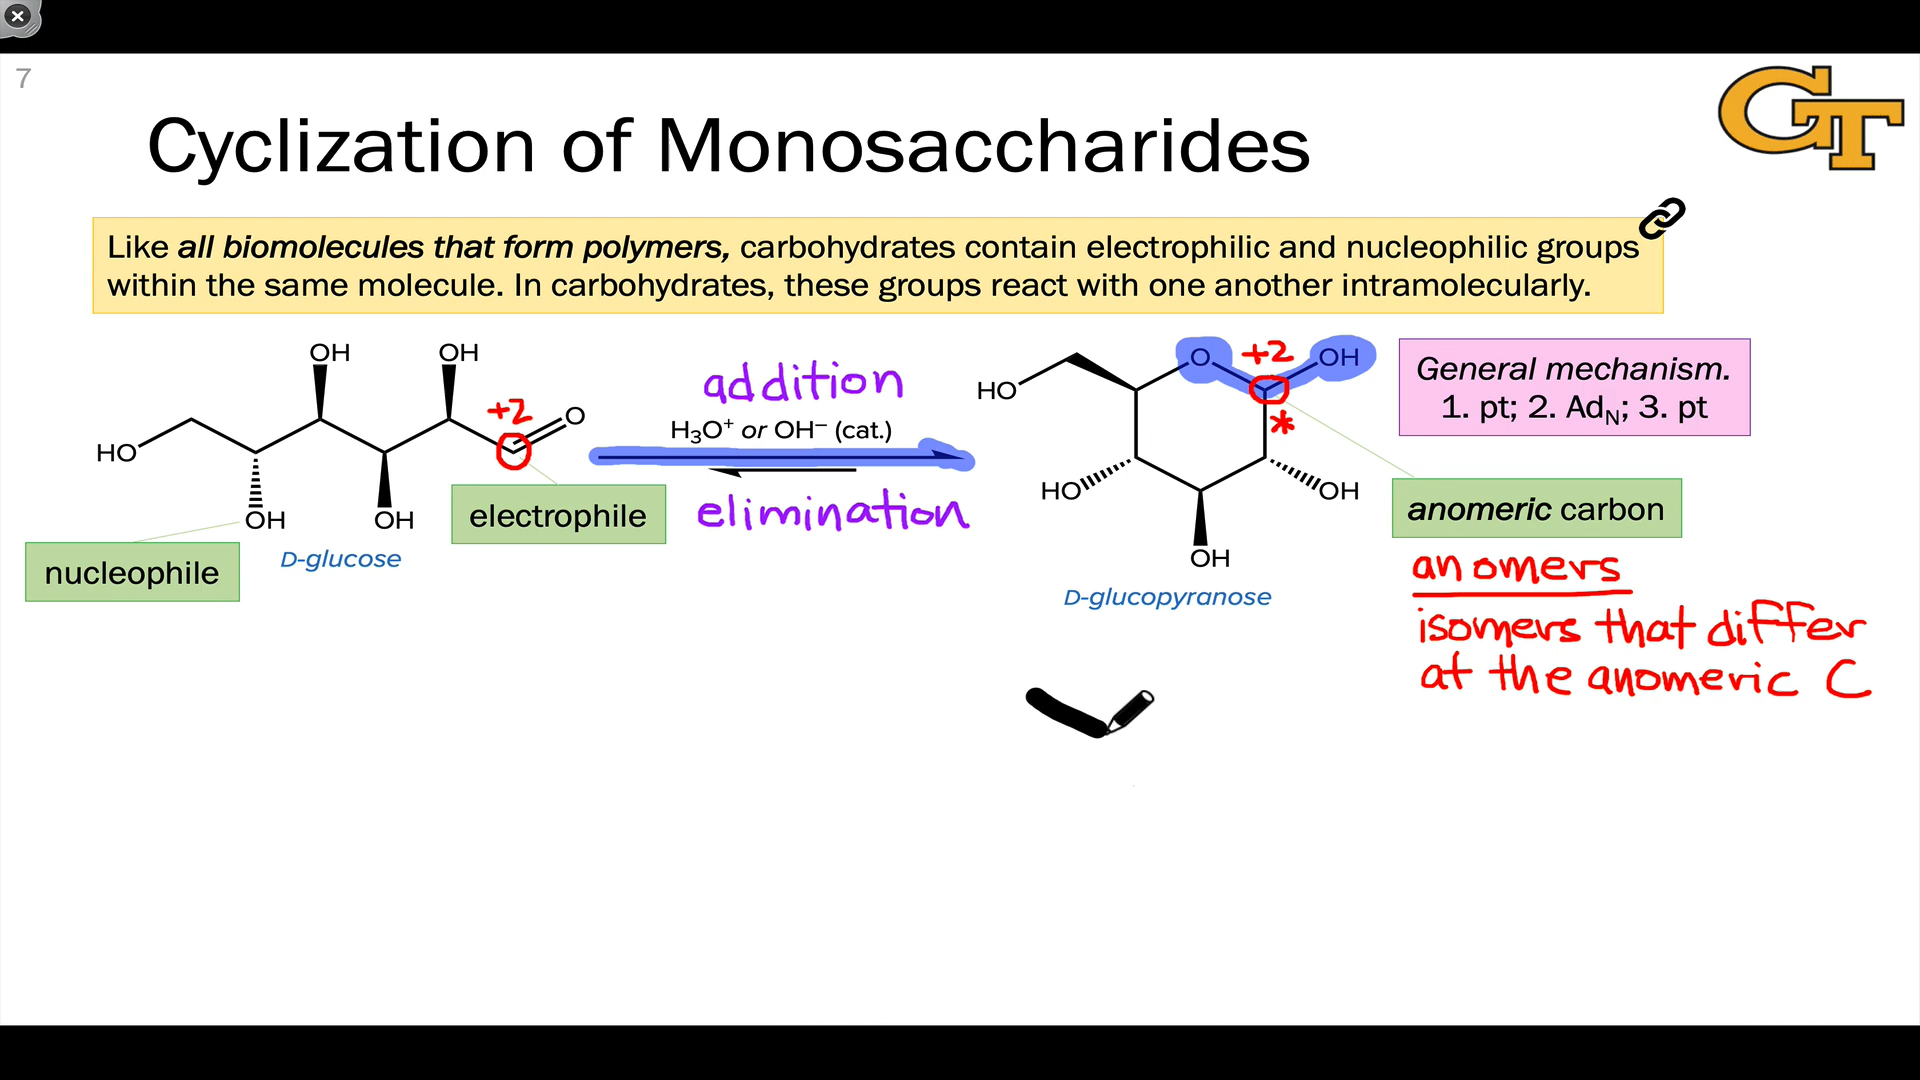 7
GT
Cyclization of Monosaccharides
Like all biomolecules that form polymers, carbohydrates contain electrophilic and nucleophilic groups
within the same molecule. In carbohydrates, these groups react with one another intramolecularly.
OH
OH
+2
O
HO
OH
OH
nucleophile
electrophile
D-glucose
addition
H₃O⁺ or OH⁻ (cat.)
elimination
O
+2
OH
HO
*
HO
OH
OH
D-glucopyranose
General mechanism.
1. pt; 2. Ad_N; 3. pt
anomeric carbon
anomers
isomers that differ
at the anomeric C